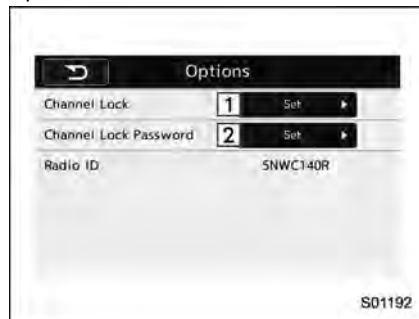 Options
Channel Lock 1 Set
Channel Lock Password 2 Set
Radio ID 5NWC140R
S01192